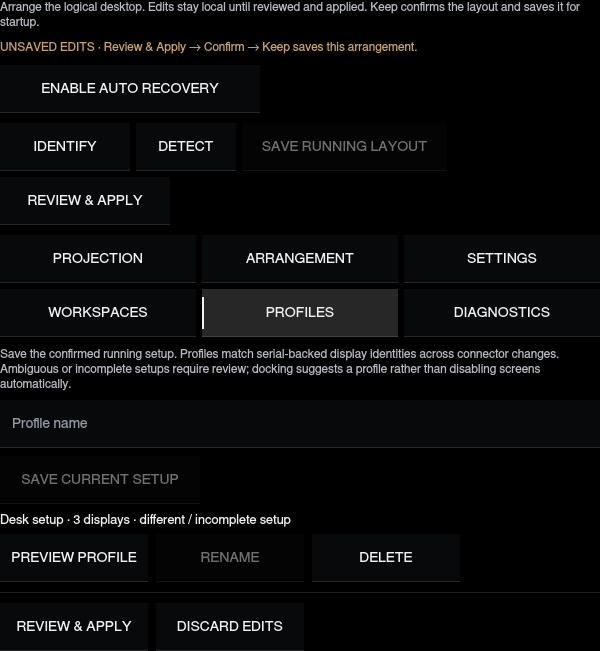 Arrange the logical desktop. Edits stay local until reviewed and applied. Keep confirms the layout and saves it for
startup.
UNSAVED EDITS · Review & Apply → Confirm → Keep saves this arrangement.
ENABLE AUTO RECOVERY
IDENTIFY DETECT SAVE RUNNING LAYOUT
REVIEW & APPLY
PROJECTION ARRANGEMENT SETTINGS
WORKSPACES PROFILES DIAGNOSTICS
Save the confirmed running setup. Profiles match serial-backed display identities across connector changes.
Ambiguous or incomplete setups require review; docking suggests a profile rather than disabling screens
automatically.
Profile name
SAVE CURRENT SETUP
Desk setup · 3 displays · different / incomplete setup
PREVIEW PROFILE RENAME DELETE
REVIEW & APPLY DISCARD EDITS